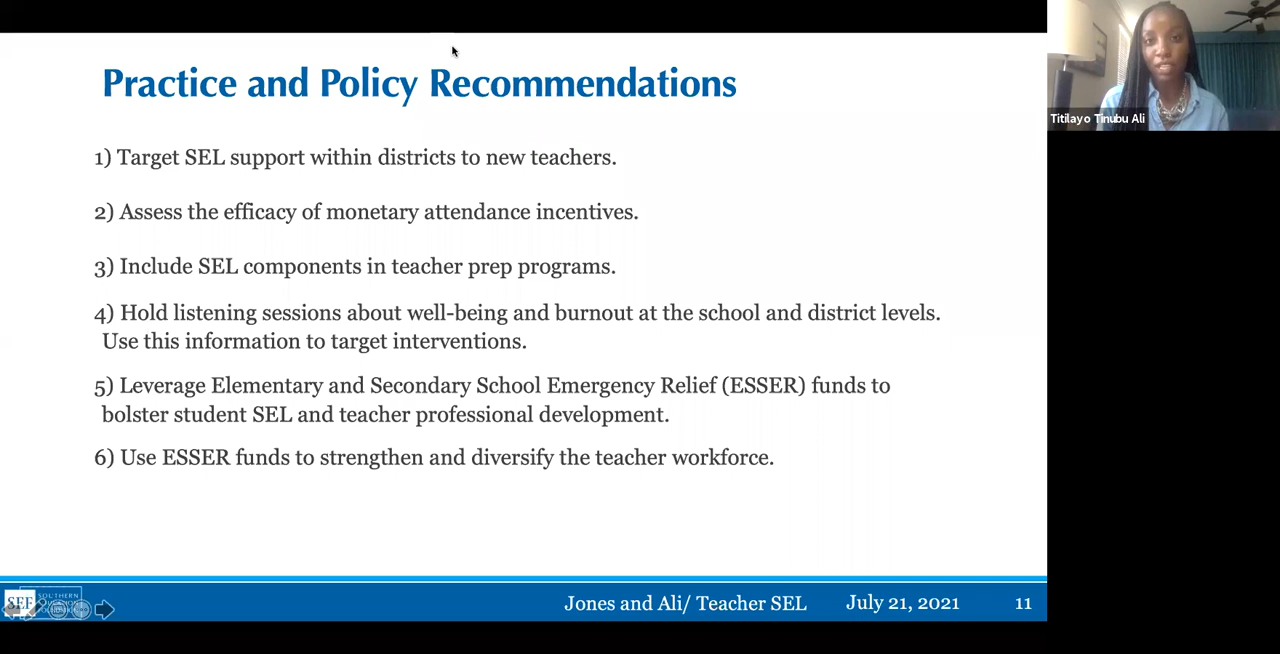 Practice and Policy Recommendations
Titilayo Tinubu Ali
1) Target SEL support within districts to new teachers.
2) Assess the efficacy of monetary attendance incentives.
3) Include SEL components in teacher prep programs.
4) Hold listening sessions about well-being and burnout at the school and district levels.
Use this information to target interventions.
5) Leverage Elementary and Secondary School Emergency Relief (ESSER) funds to
bolster student SEL and teacher professional development.
6) Use ESSER funds to strengthen and diversify the teacher workforce.
SEF
Jones and Ali/ Teacher SEL July 21, 2021 11